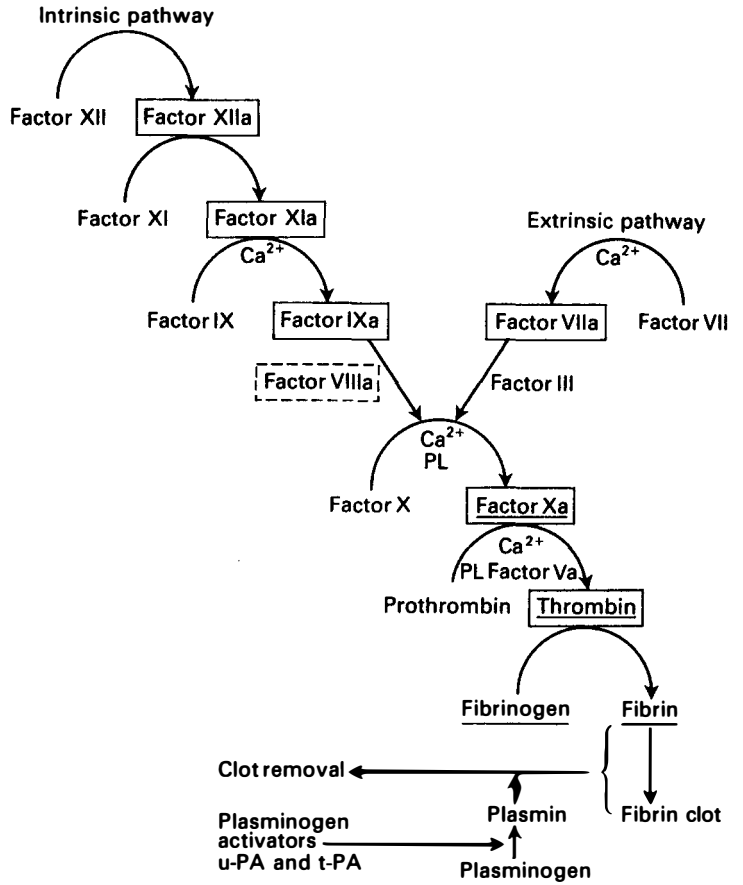 Intrinsic pathway
Factor XII
Factor XIIa
Factor XI
Factor XIa
Extrinsic pathway
Ca²⁺
Ca²⁺
Factor IX
Factor IXa
Factor VIIa
Factor VII
Factor VIIIa
Factor III
Ca²⁺
PL
Factor X
Factor Xa
Ca²⁺
PL Factor Va
Prothrombin
Thrombin
Fibrinogen
Fibrin
Clot removal
Plasmin
Fibrin clot
Plasminogen
activators
u-PA and t-PA
Plasminogen